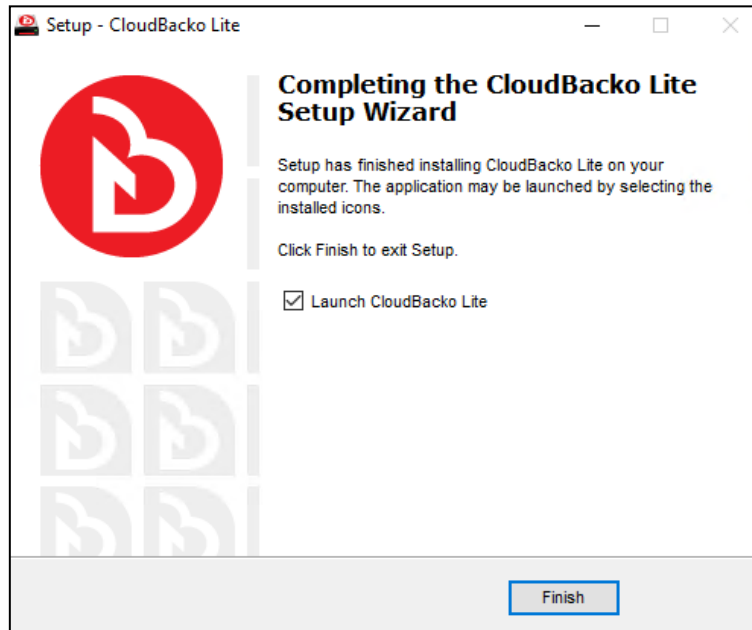 Setup - CloudBacko Lite
Completing the CloudBacko Lite
Setup Wizard
Setup has finished installing CloudBacko Lite on your
computer. The application may be launched by selecting the
installed icons.
Click Finish to exit Setup.
Launch CloudBacko Lite
Finish